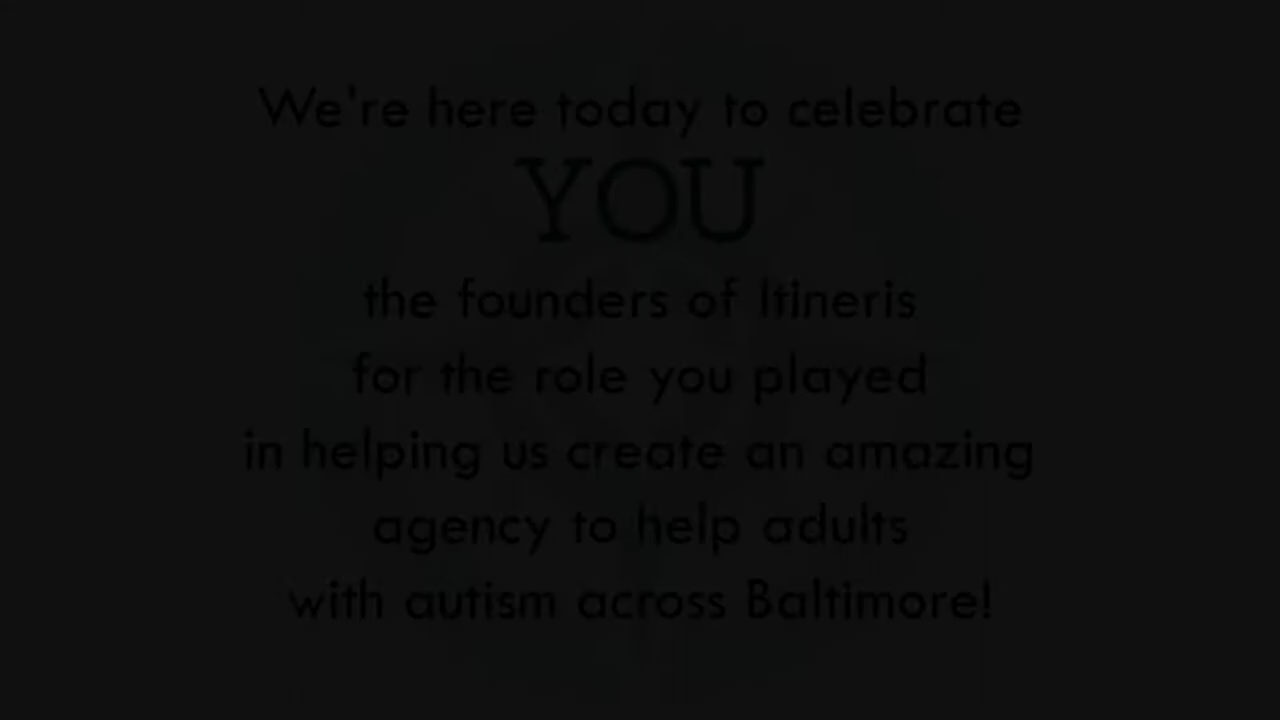 We're here today to celebrate
YOU
the founders of Itineris
for the role you played
in helping us create an amazing
agency to help adults
with autism across Baltimore!